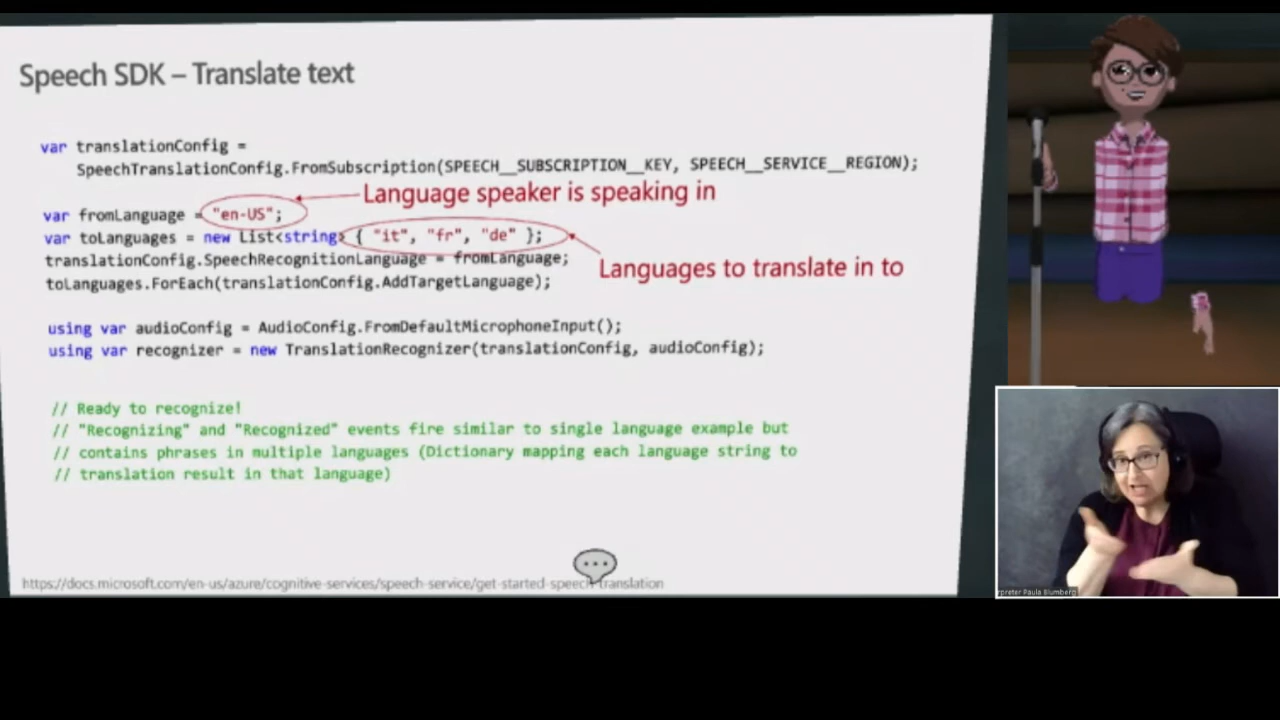 Speech SDK – Translate text
var translationConfig =
SpeechTranslationConfig.FromSubscription(SPEECH__SUBSCRIPTION__KEY, SPEECH__SERVICE__REGION);
Language speaker is speaking in
var fromLanguage = "en-US";
var toLanguages = new List<string> { "it", "fr", "de" };
translationConfig.SpeechRecognitionLanguage = fromLanguage;
Languages to translate in to
toLanguages.ForEach(translationConfig.AddTargetLanguage);
using var audioConfig = AudioConfig.FromDefaultMicrophoneInput();
using var recognizer = new TranslationRecognizer(translationConfig, audioConfig);
// Ready to recognize!
// "Recognizing" and "Recognized" events fire similar to single language example but
// contains phrases in multiple languages (Dictionary mapping each language string to
// translation result in that language)
https://docs.microsoft.com/en-us/azure/cognitive-services/speech-service/get-started-speech-translation
rpreter Paula Blumberg